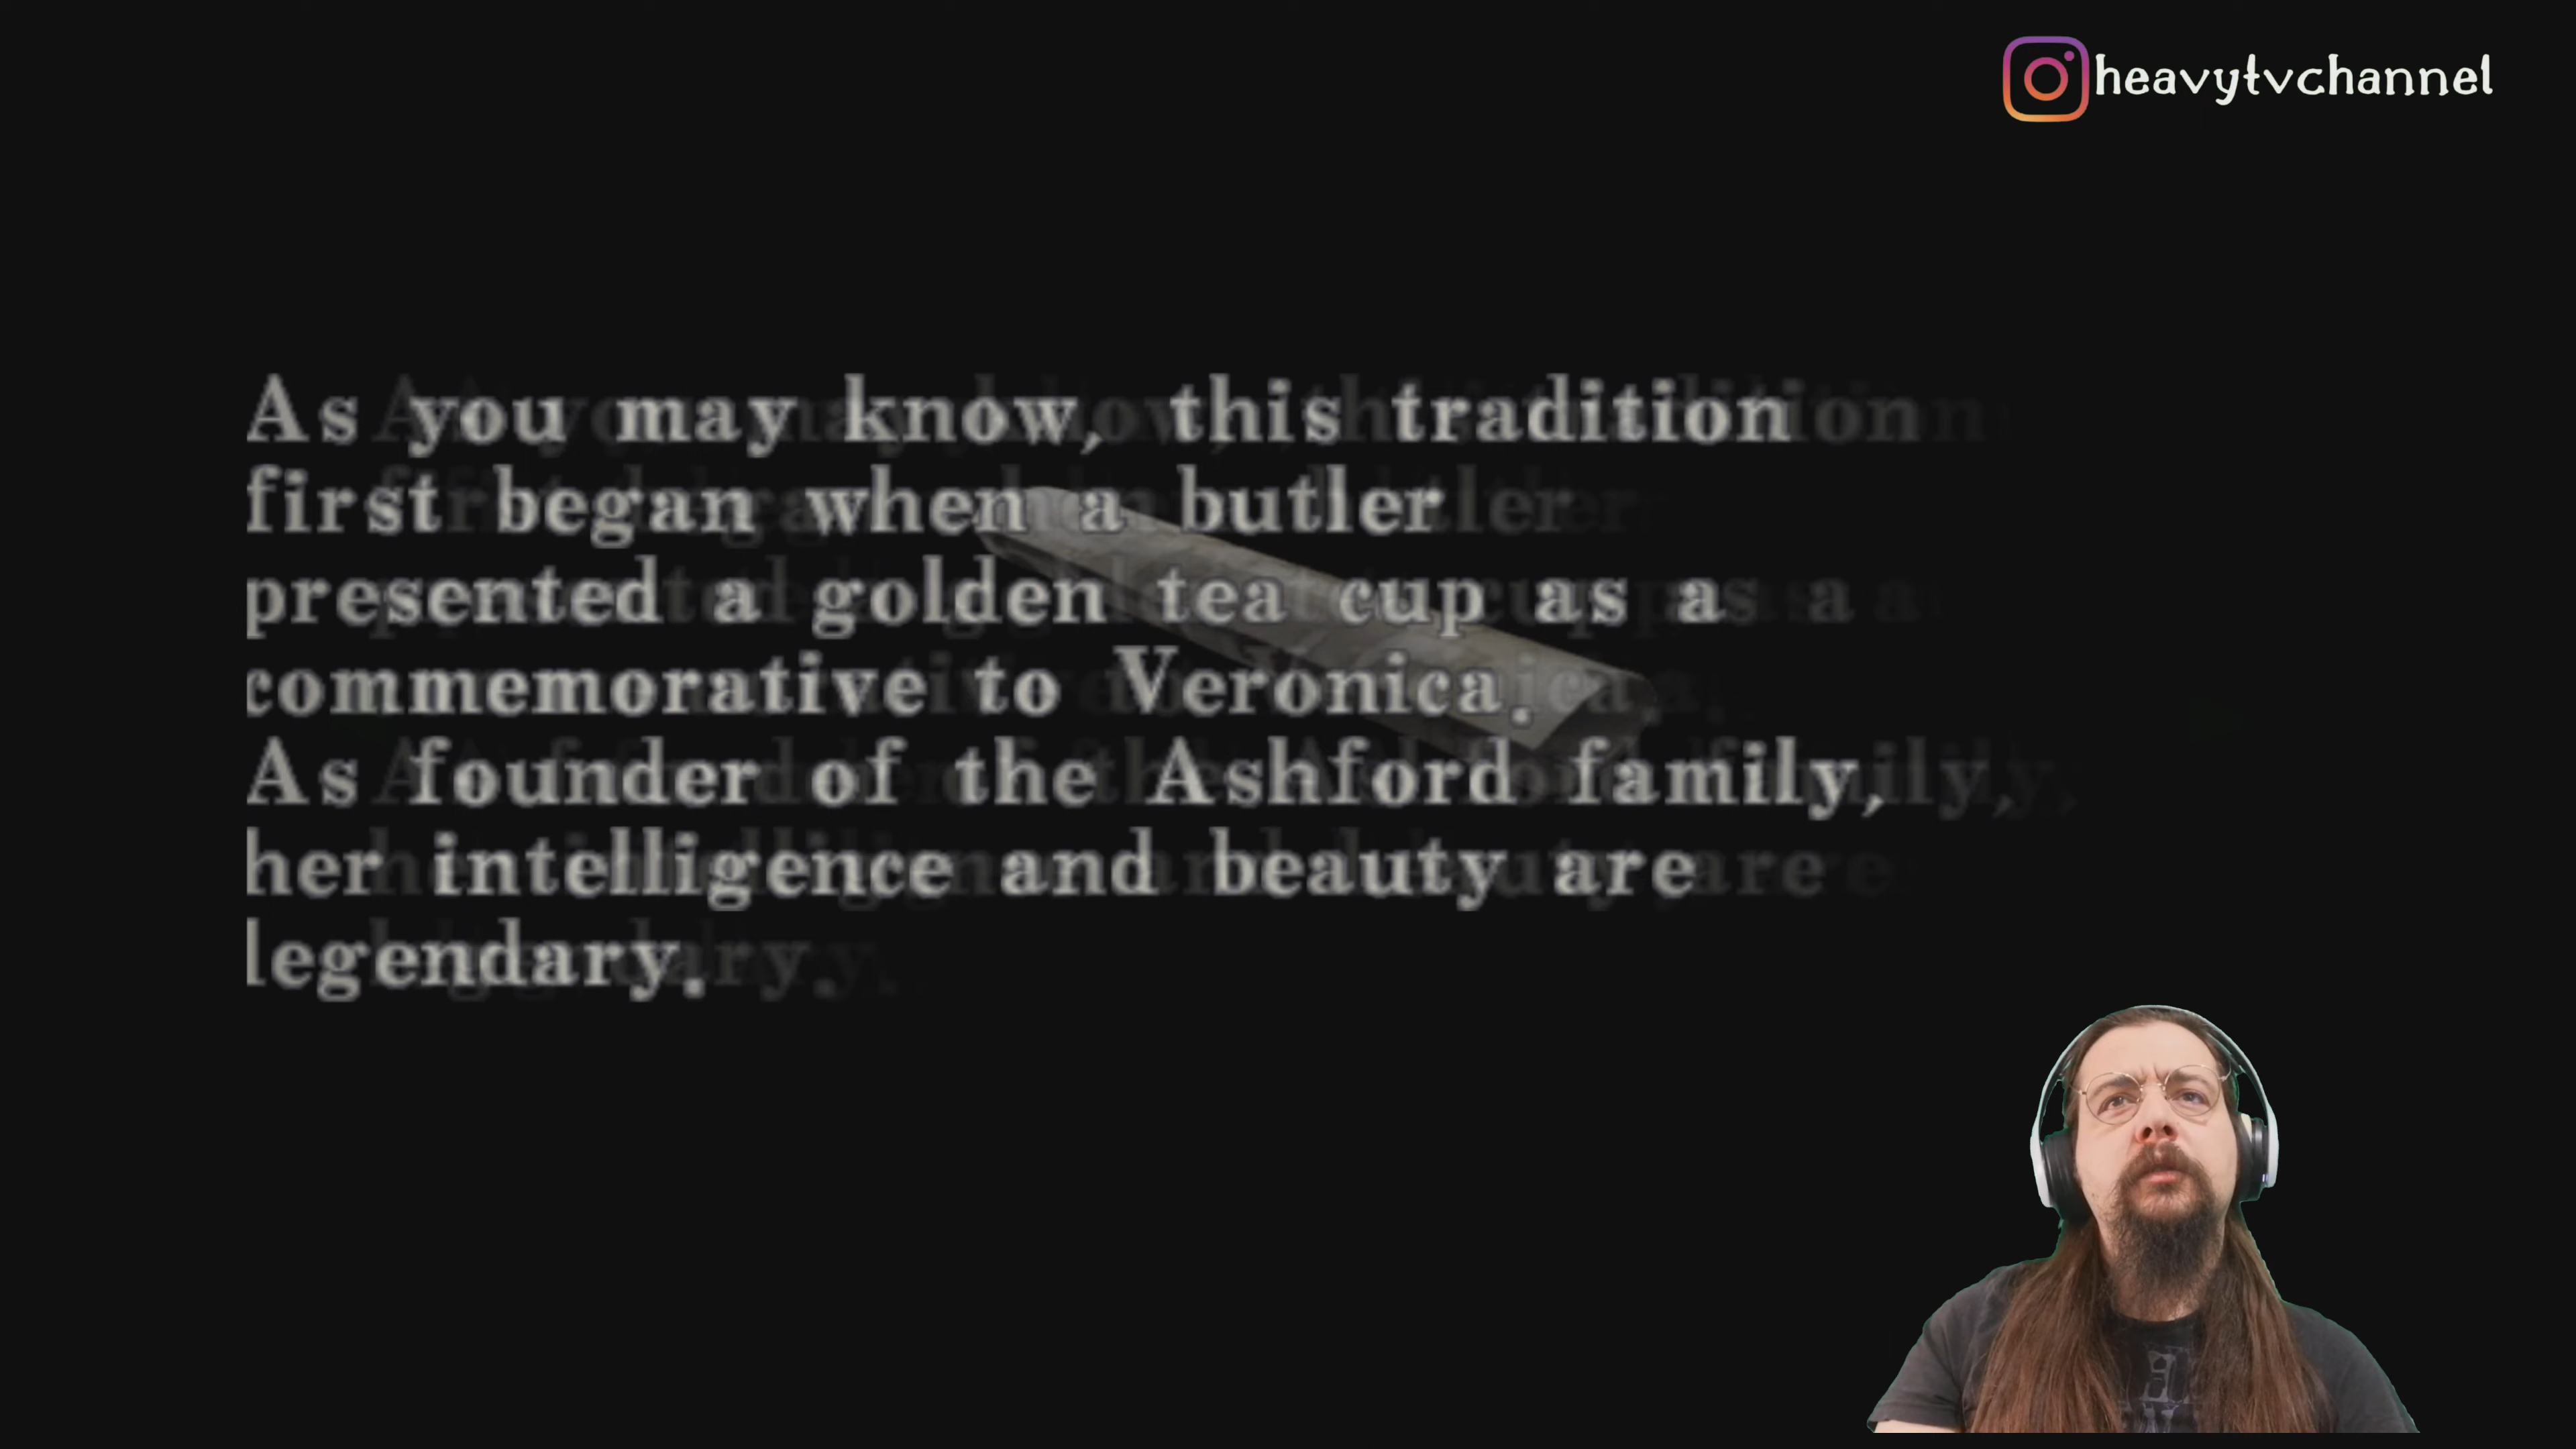 heavytvchannel
As you may know, this tradition
first began when a butler
presented a golden tea cup as a
commemorative to Veronica.
As founder of the Ashford family,
her intelligence and beauty are
legendary.